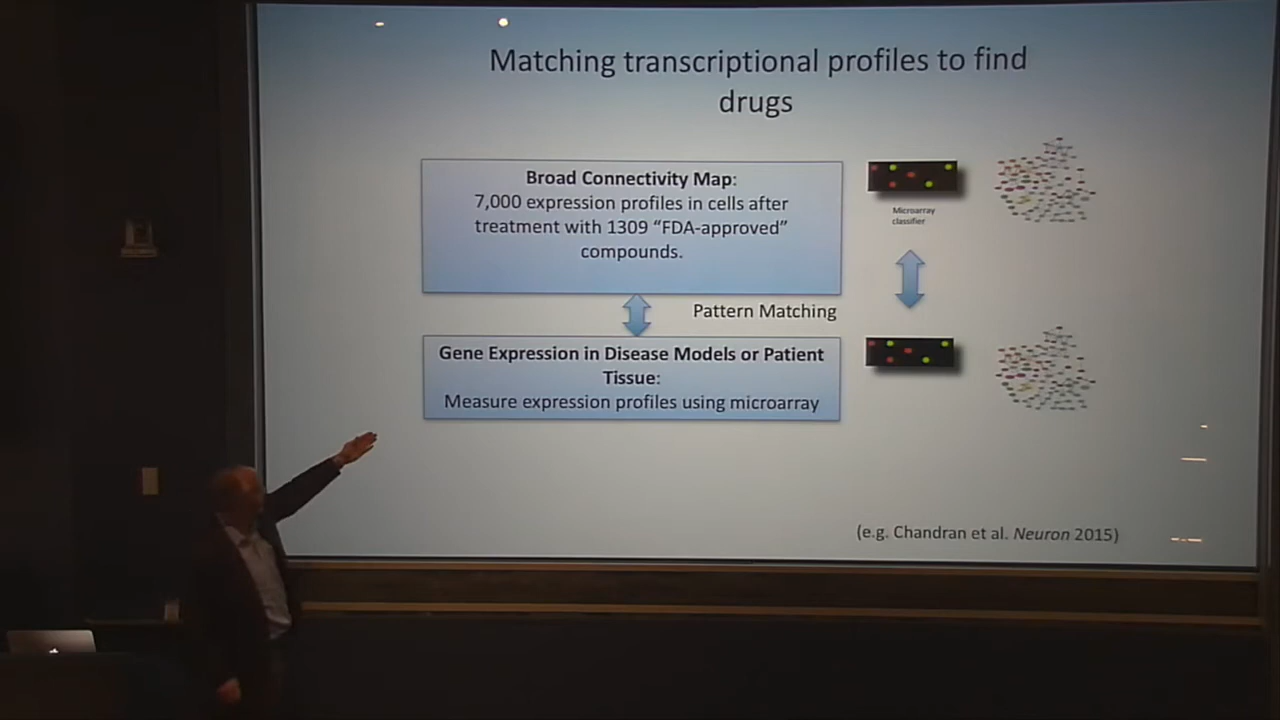 Matching transcriptional profiles to find
drugs
Broad Connectivity Map:
7,000 expression profiles in cells after
treatment with 1309 “FDA-approved”
compounds.
Microarray
classifier
Pattern Matching
Gene Expression in Disease Models or Patient
Tissue:
Measure expression profiles using microarray
(e.g. Chandran et al. Neuron 2015)